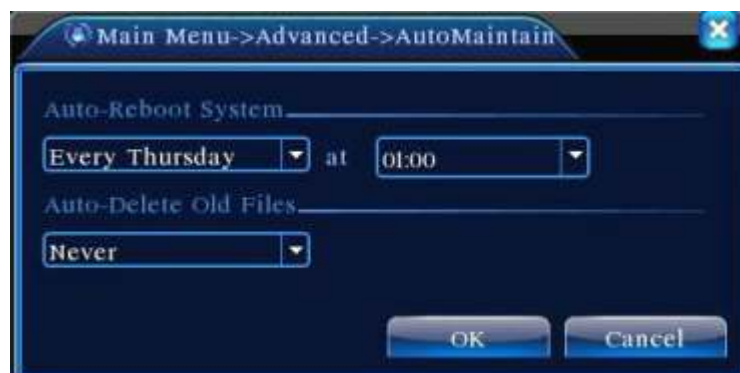 Main Menu->Advanced->AutoMaintain
Auto-Reboot System
Every Thursday at 01:00
Auto-Delete Old Files
Never
OK Cancel